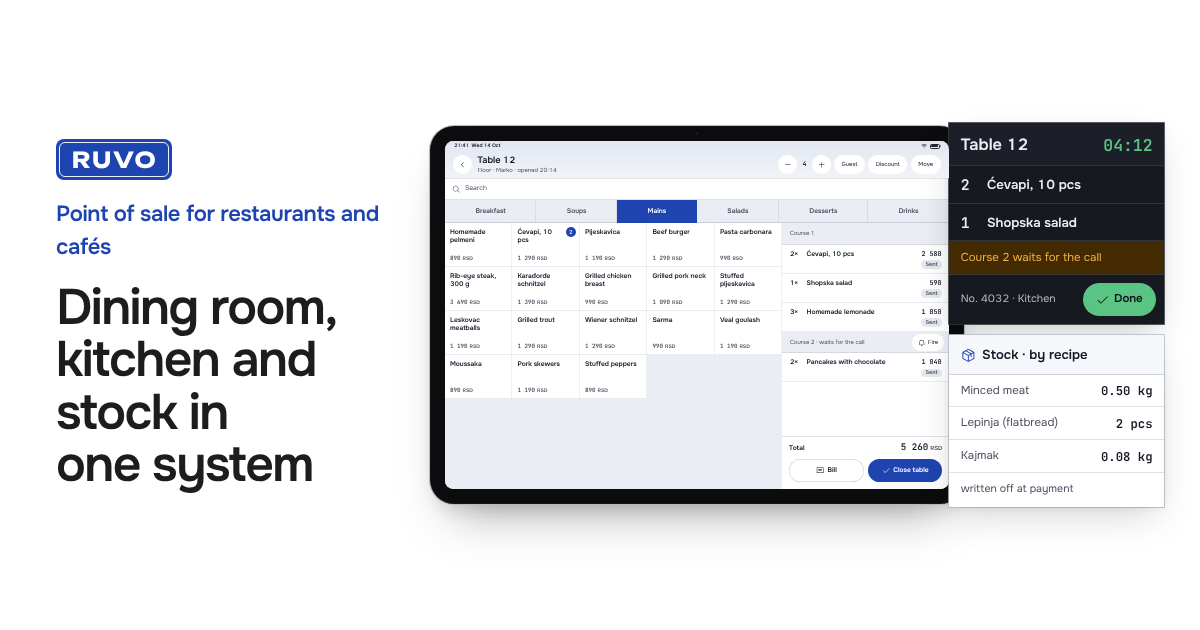 RUVO
Point of sale for restaurants and
cafés
Dining room,
kitchen and
stock in
one system
21:41 Wed 14 Oct
Table 12
Floor · Marko · opened 20:14
4
Guest
Discount
Move
Search
Breakfast
Soups
Mains
Salads
Desserts
Drinks
Homemade
pelmeni
890 RSD
Ćevapi, 10
pcs
2
1 290 RSD
Pljeskavica
1 190 RSD
Beef burger
1 290 RSD
Pasta carbonara
990 RSD
Rib-eye steak,
300 g
3 690 RSD
Karađorđe
schnitzel
1 390 RSD
Grilled chicken
breast
990 RSD
Grilled pork neck
1 090 RSD
Stuffed
pljeskavica
1 290 RSD
Leskovac
meatballs
1 190 RSD
Grilled trout
1 290 RSD
Wiener schnitzel
1 290 RSD
Sarma
990 RSD
Veal goulash
1 190 RSD
Moussaka
890 RSD
Pork skewers
1 190 RSD
Stuffed peppers
890 RSD
Course 1
2× Ćevapi, 10 pcs 2 580
Sent
1× Shopska salad 590
Sent
3× Homemade lemonade 1 050
Sent
Course 2 · waits for the call
Fire
2× Pancakes with chocolate 1 040
Sent
Total 5 260 RSD
Bill
Close table
Table 12 04:12
2 Ćevapi, 10 pcs
1 Shopska salad
Course 2 waits for the call
No. 4032 · Kitchen
Done
Stock · by recipe
Minced meat 0.50 kg
Lepinja (flatbread) 2 pcs
Kajmak 0.08 kg
written off at payment